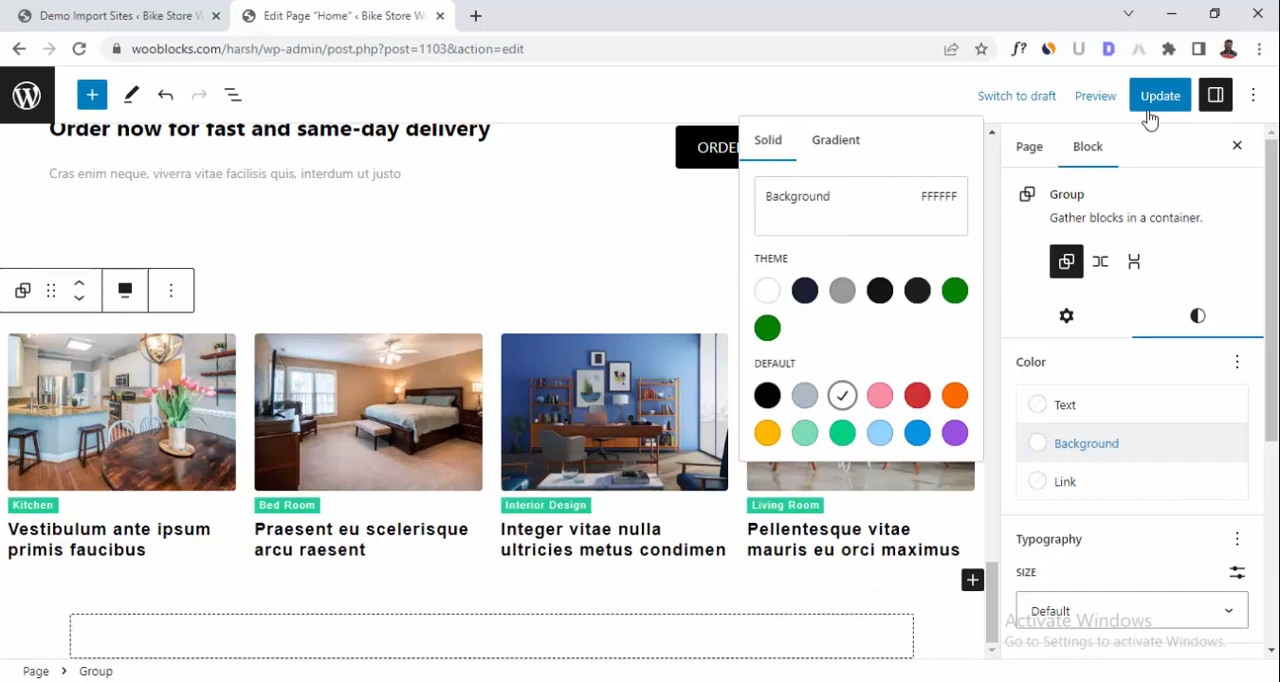 Demo Import Sites ‹ Bike Store W
Edit Page "Home" ‹ Bike Store W
wooblocks.com/harsh/wp-admin/post.php?post=1103&action=edit
f?
Switch to draft
Preview
Update
Order now for fast and same-day delivery
Cras enim neque, viverra vitae facilisis quis, interdum ut justo
ORDE
Solid
Gradient
Background
FFFFFF
THEME
DEFAULT
Page
Block
Group
Gather blocks in a container.
Color
Text
Background
Link
Typography
SIZE
Default
Activate Windows
Go to Settings to activate Windows.
Kitchen
Vestibulum ante ipsum
primis faucibus
Bed Room
Praesent eu scelerisque
arcu raesent
Interior Design
Integer vitae nulla
ultricies metus condimen
Living Room
Pellentesque vitae
mauris eu orci maximus
Page > Group